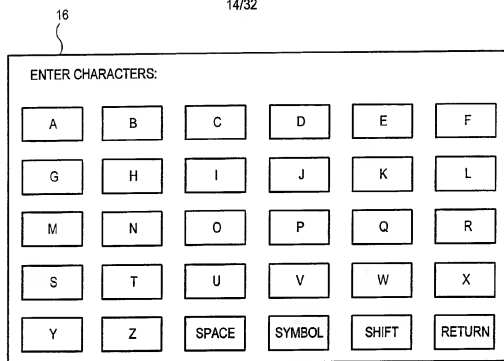 14/32
16
ENTER CHARACTERS:
A B C D E F
G H I J K L
M N O P Q R
S T U V W X
Y Z SPACE SYMBOL SHIFT RETURN